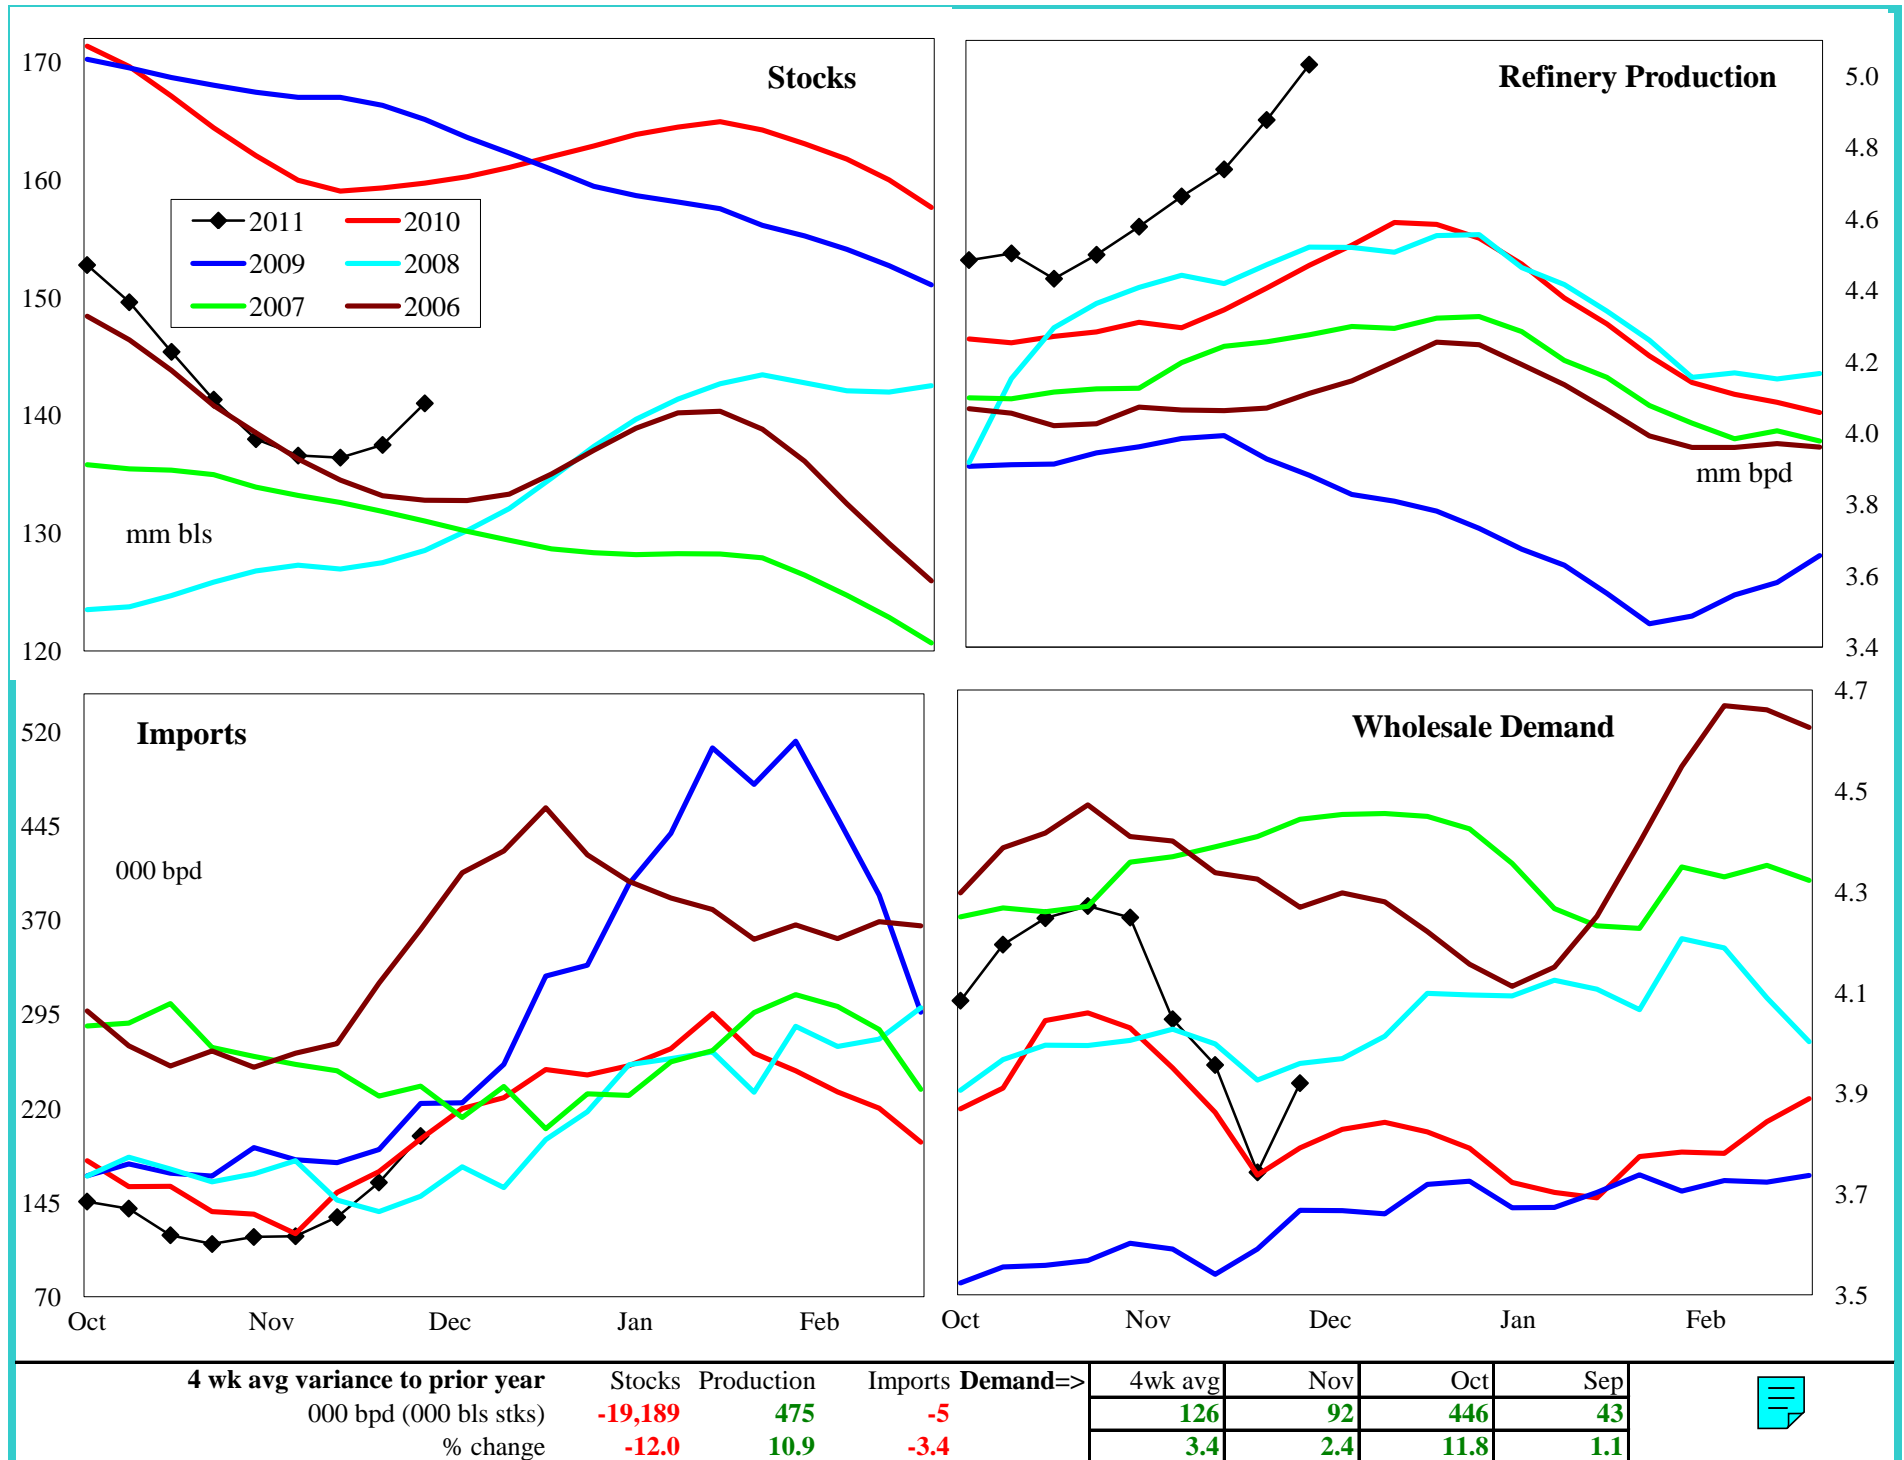 Stocks
170
160
150
140
130
120
2011 2010
2009 2008
2007 2006
mm bls
Refinery Production
5.0
4.8
4.6
4.4
4.2
4.0
3.8
3.6
3.4
mm bpd
Imports
520
445
370
295
220
145
70
000 bpd
Oct Nov Dec Jan Feb
Wholesale Demand
4.7
4.5
4.3
4.1
3.9
3.7
3.5
Oct Nov Dec Jan Feb
4 wk avg variance to prior year Stocks Production Imports Demand=> 4wk avg Nov Oct Sep
000 bpd (000 bls stks) -19,189 475 -5 126 92 446 43
% change -12.0 10.9 -3.4 3.4 2.4 11.8 1.1